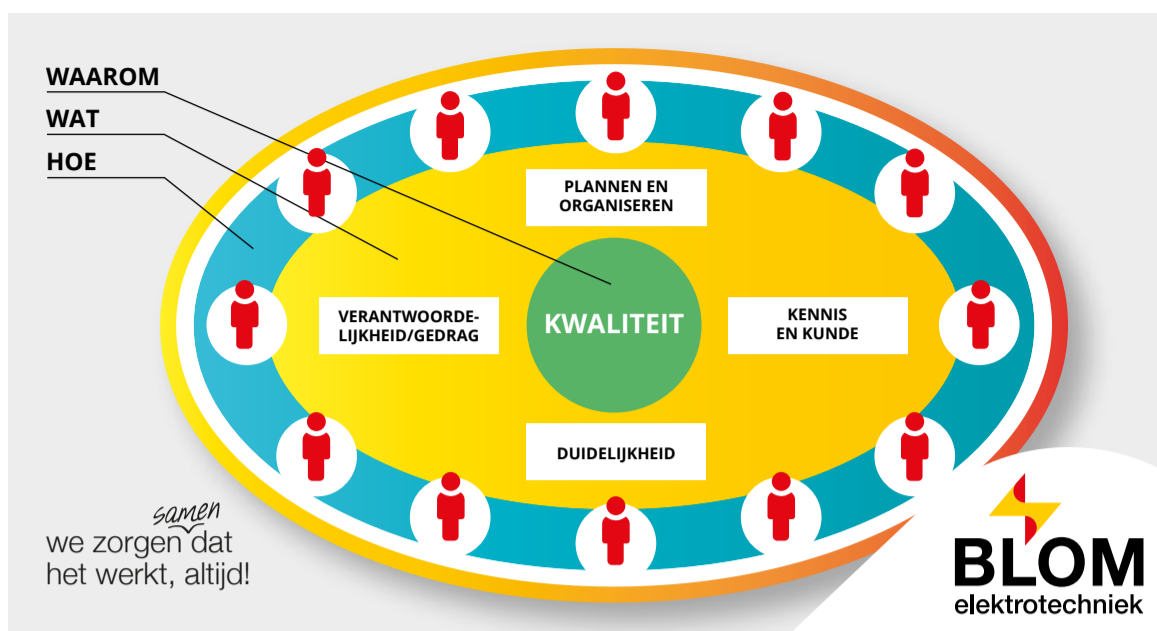 WAAROM
WAT
HOE
PLANNEN EN
ORGANISEREN
VERANTWOORDE-
LIJKHEID/GEDRAG
KWALITEIT
KENNIS
EN KUNDE
DUIDELIJKHEID
samen
we zorgen dat
het werkt, altijd!
BLOM
elektrotechniek